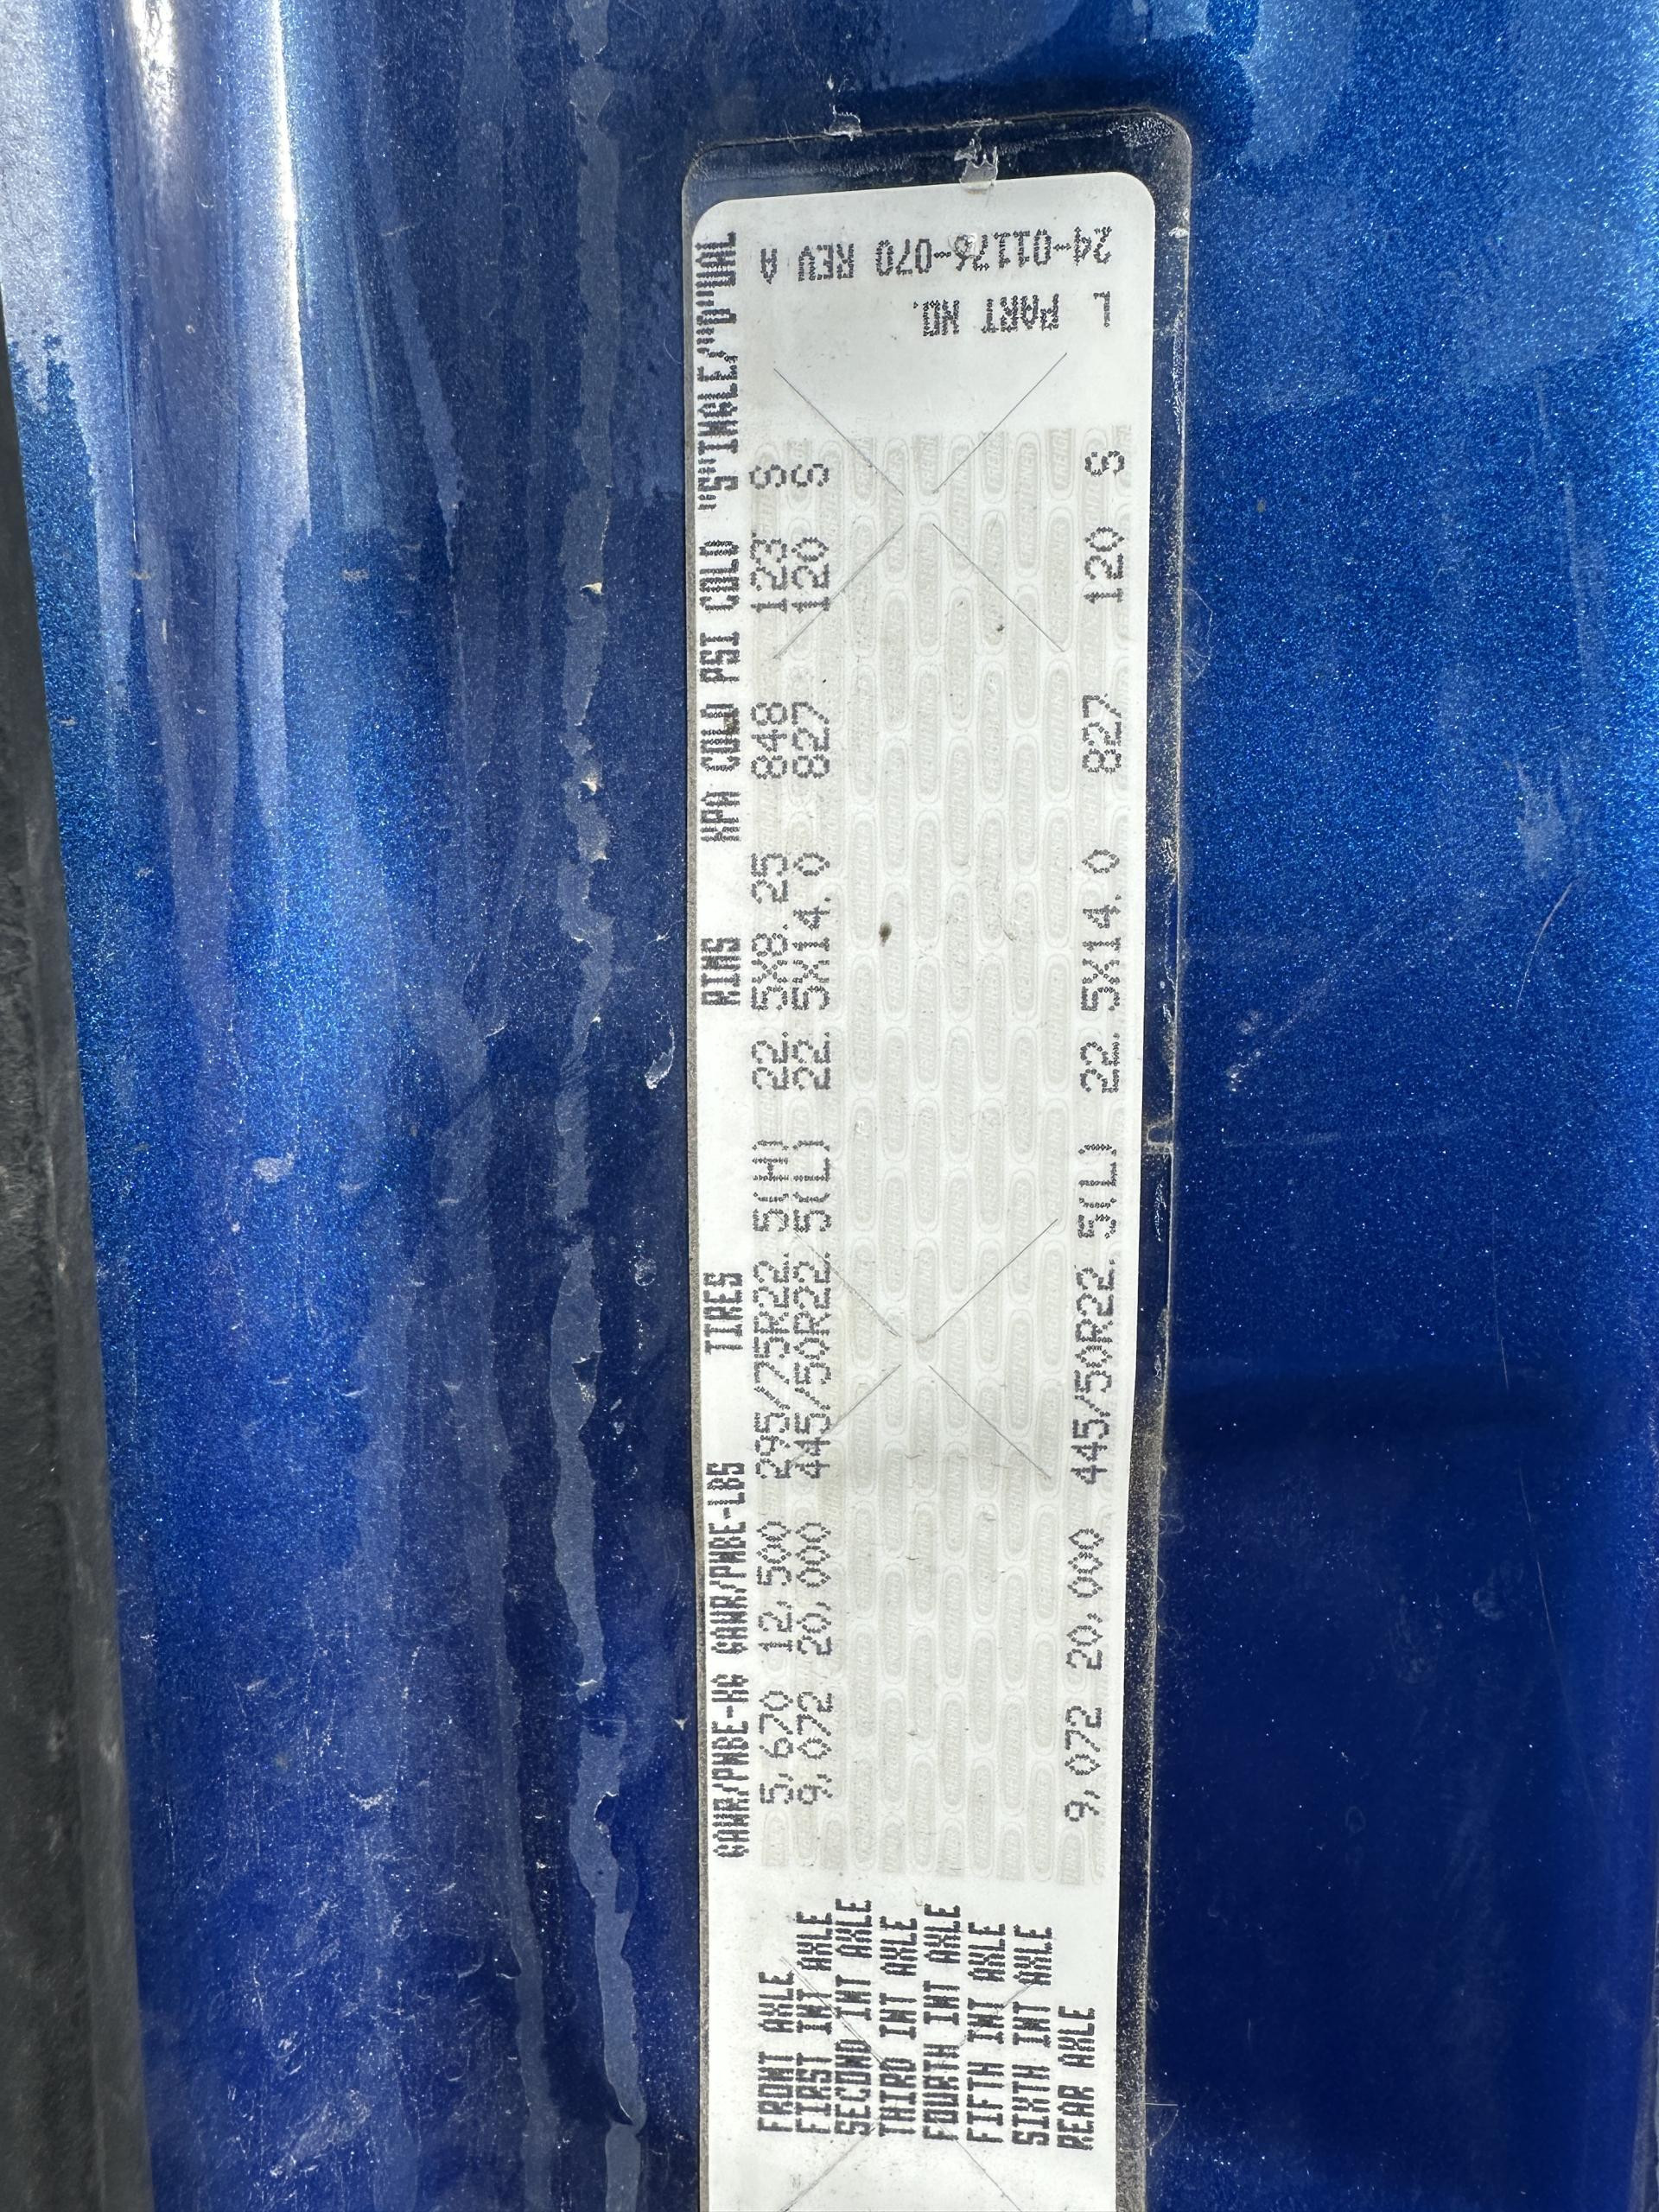 GAWR/PNBE-KG GAWR/PNBE-LBS TIRES RIMS KPA COLD PSI COLD "S"INGLE/"D"UAL
FRONT AXLE 5,670 12,500 295/75R22.5(H) 22.5X8.25 848 123 S
FIRST INT AXLE 9,072 20,000 445/50R22.5(L) 22.5X14.0 827 120 S
SECOND INT AXLE
THIRD INT AXLE
FOURTH INT AXLE
FIFTH INT AXLE
SIXTH INT AXLE
REAR AXLE 9,072 20,000 445/50R22.5(L) 22.5X14.0 827 120 S
L PART NO.
24-01176-070 REV A